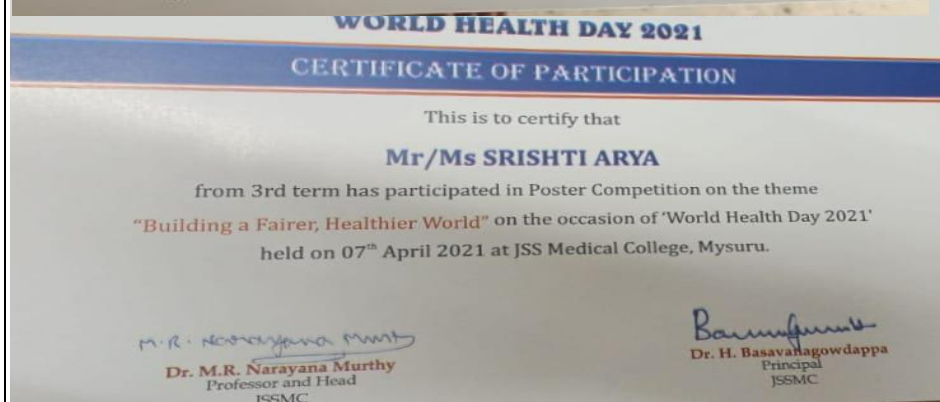 WORLD HEALTH DAY 2021
CERTIFICATE OF PARTICIPATION
This is to certify that
Mr/Ms SRISHTI ARYA
from 3rd term has participated in Poster Competition on the theme
"Building a Fairer, Healthier World" on the occasion of 'World Health Day 2021'
held on 07th April 2021 at JSS Medical College, Mysuru.
M.R. Narayana Murthy
Dr. M.R. Narayana Murthy
Professor and Head
JSSMC
Dr. H. Basavanagowdappa
Principal
JSSMC